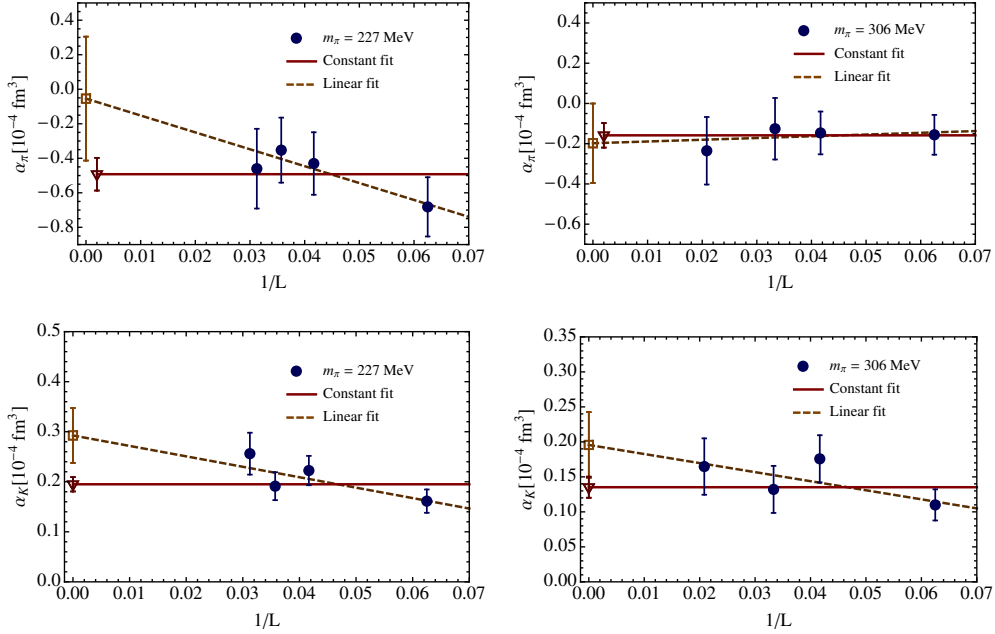 α_π [10^−4 fm^3]
0.4
0.2
0.0
−0.2
−0.4
−0.6
−0.8
m_π = 227 MeV
Constant fit
Linear fit
0.00 0.01 0.02 0.03 0.04 0.05 0.06 0.07
1/L
α_π [10^−4 fm^3]
0.4
0.2
0.0
−0.2
−0.4
−0.6
m_π = 306 MeV
Constant fit
Linear fit
0.00 0.01 0.02 0.03 0.04 0.05 0.06 0.07
1/L
α_K [10^−4 fm^3]
0.5
0.4
0.3
0.2
0.1
0.0
m_π = 227 MeV
Constant fit
Linear fit
0.00 0.01 0.02 0.03 0.04 0.05 0.06 0.07
1/L
α_K [10^−4 fm^3]
0.35
0.30
0.25
0.20
0.15
0.10
0.05
0.00
m_π = 306 MeV
Constant fit
Linear fit
0.00 0.01 0.02 0.03 0.04 0.05 0.06 0.07
1/L